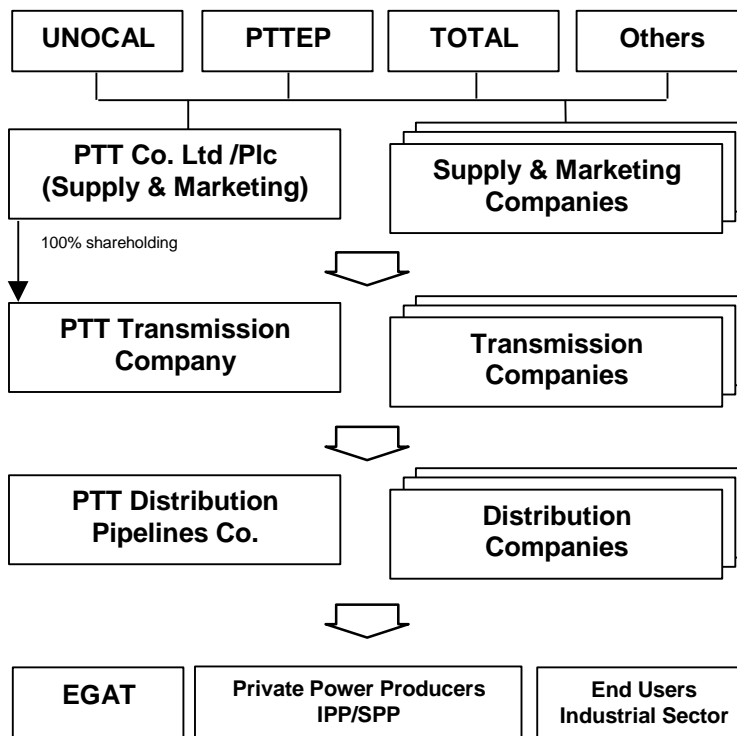 UNOCAL
PTTEP
TOTAL
Others
PTT Co. Ltd /Plc
(Supply & Marketing)
Supply & Marketing
Companies
100% shareholding
PTT Transmission
Company
Transmission
Companies
PTT Distribution
Pipelines Co.
Distribution
Companies
EGAT
Private Power Producers
IPP/SPP
End Users
Industrial Sector